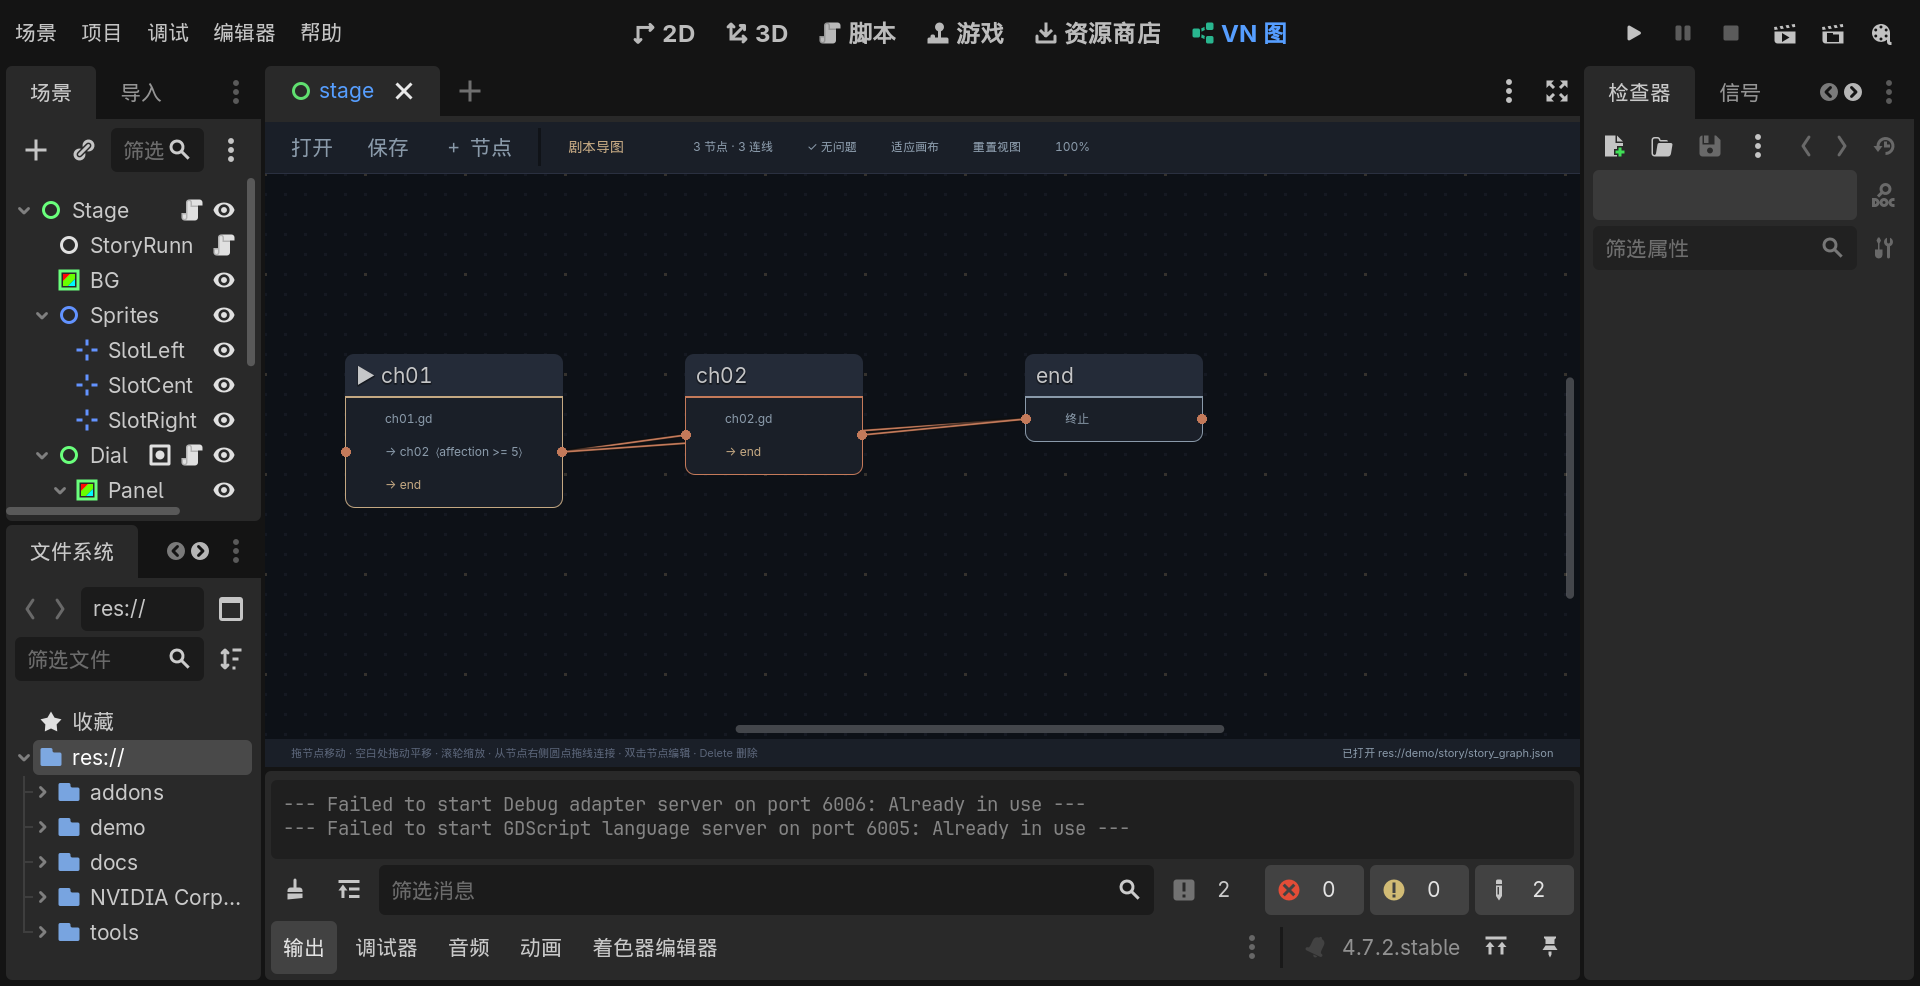 场景 项目 调试 编辑器 帮助
2D 3D 脚本 游戏 资源商店 VN 图
场景 导入
stage
检查器 信号
筛选
打开 保存 + 节点 剧本导图 3 节点 · 3 连线 ✓ 无问题 适应画布 重置视图 100%
DOC
筛选属性
Stage
StoryRunn
BG
Sprites
SlotLeft
SlotCent
SlotRight
Dial
Panel
ch01
ch01.gd
→ ch02 (affection >= 5)
→ end
ch02
ch02.gd
→ end
end
终止
文件系统
res://
筛选文件
收藏
res://
addons
demo
docs
NVIDIA Corp...
tools
拖节点移动 · 空白处拖动平移 · 滚轮缩放 · 从节点右侧圆点拖线连接 · 双击节点编辑 · Delete 删除
已打开 res://demo/story/story_graph.json
--- Failed to start Debug adapter server on port 6006: Already in use ---
--- Failed to start GDScript language server on port 6005: Already in use ---
筛选消息 2 0 0 2
输出 调试器 音频 动画 着色器编辑器 4.7.2.stable